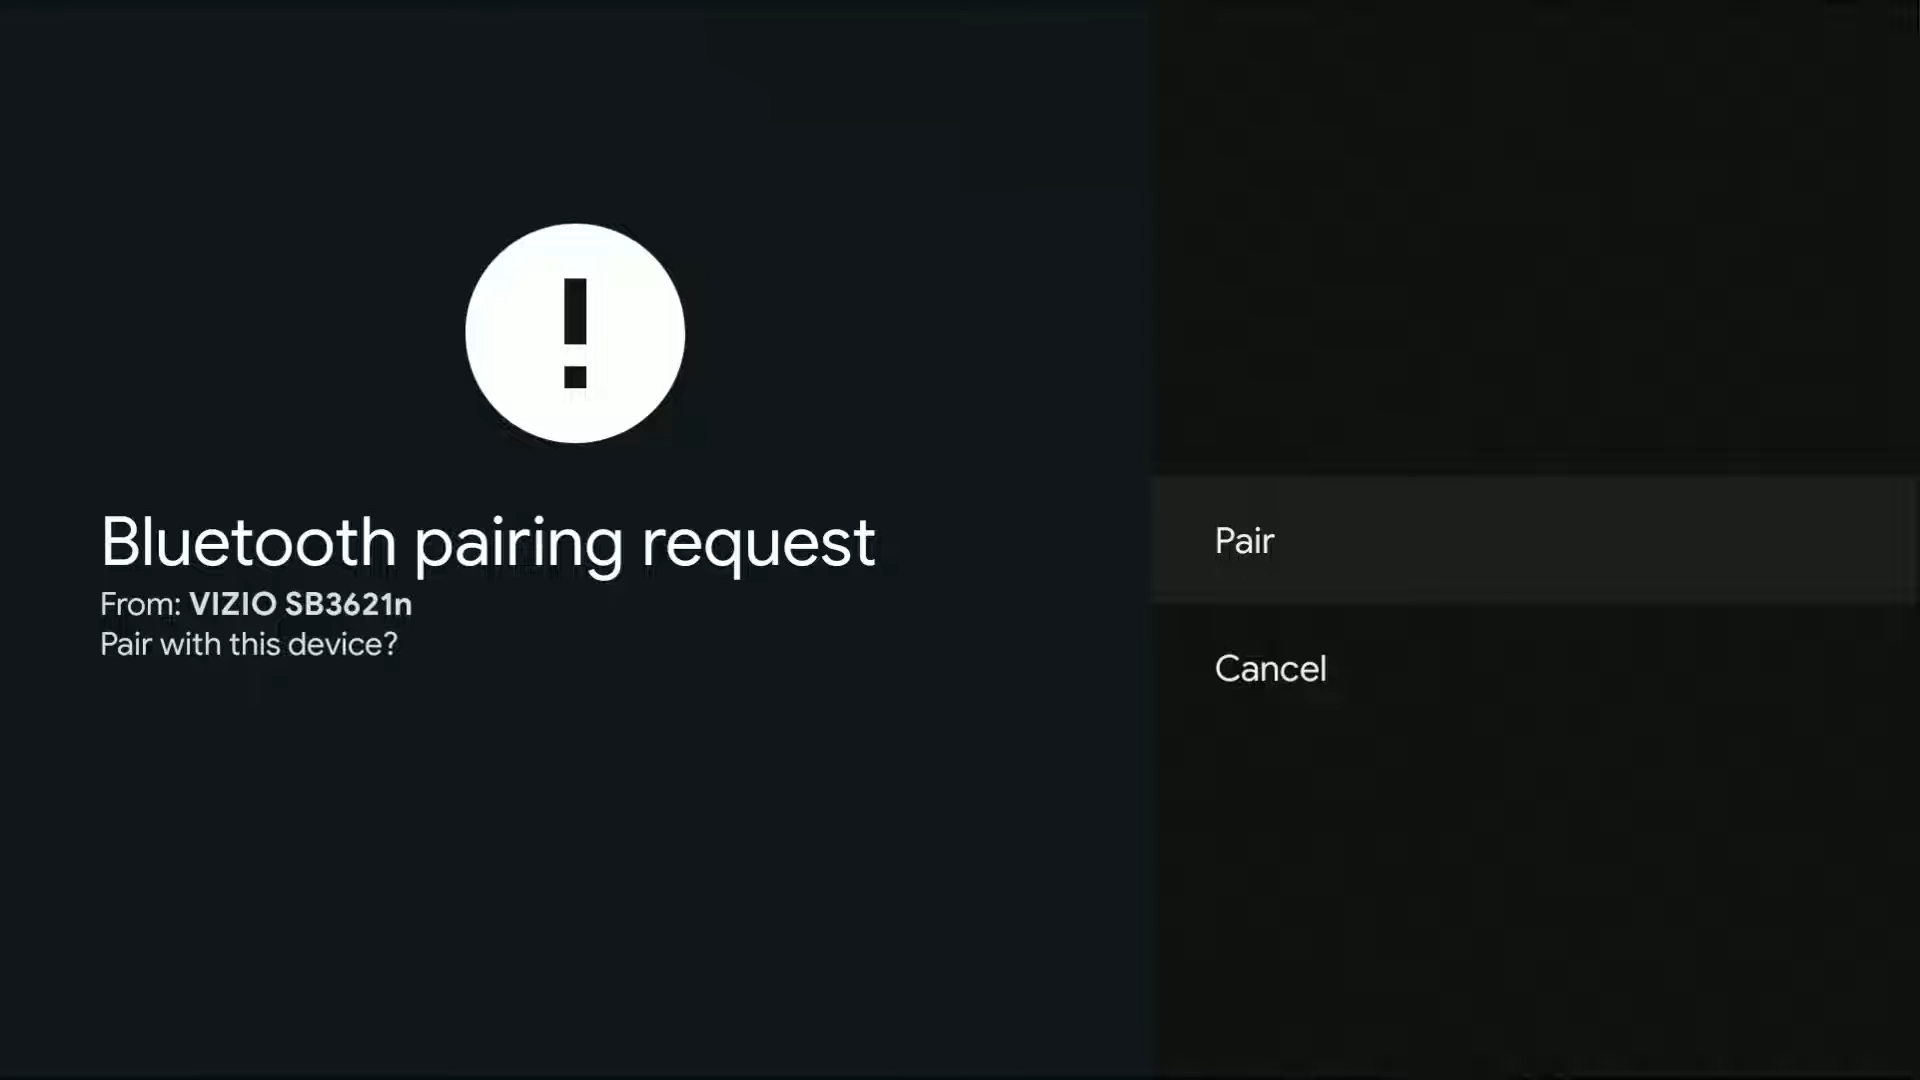 Bluetooth pairing request
From: VIZIO SB3621n
Pair with this device?
Pair
Cancel